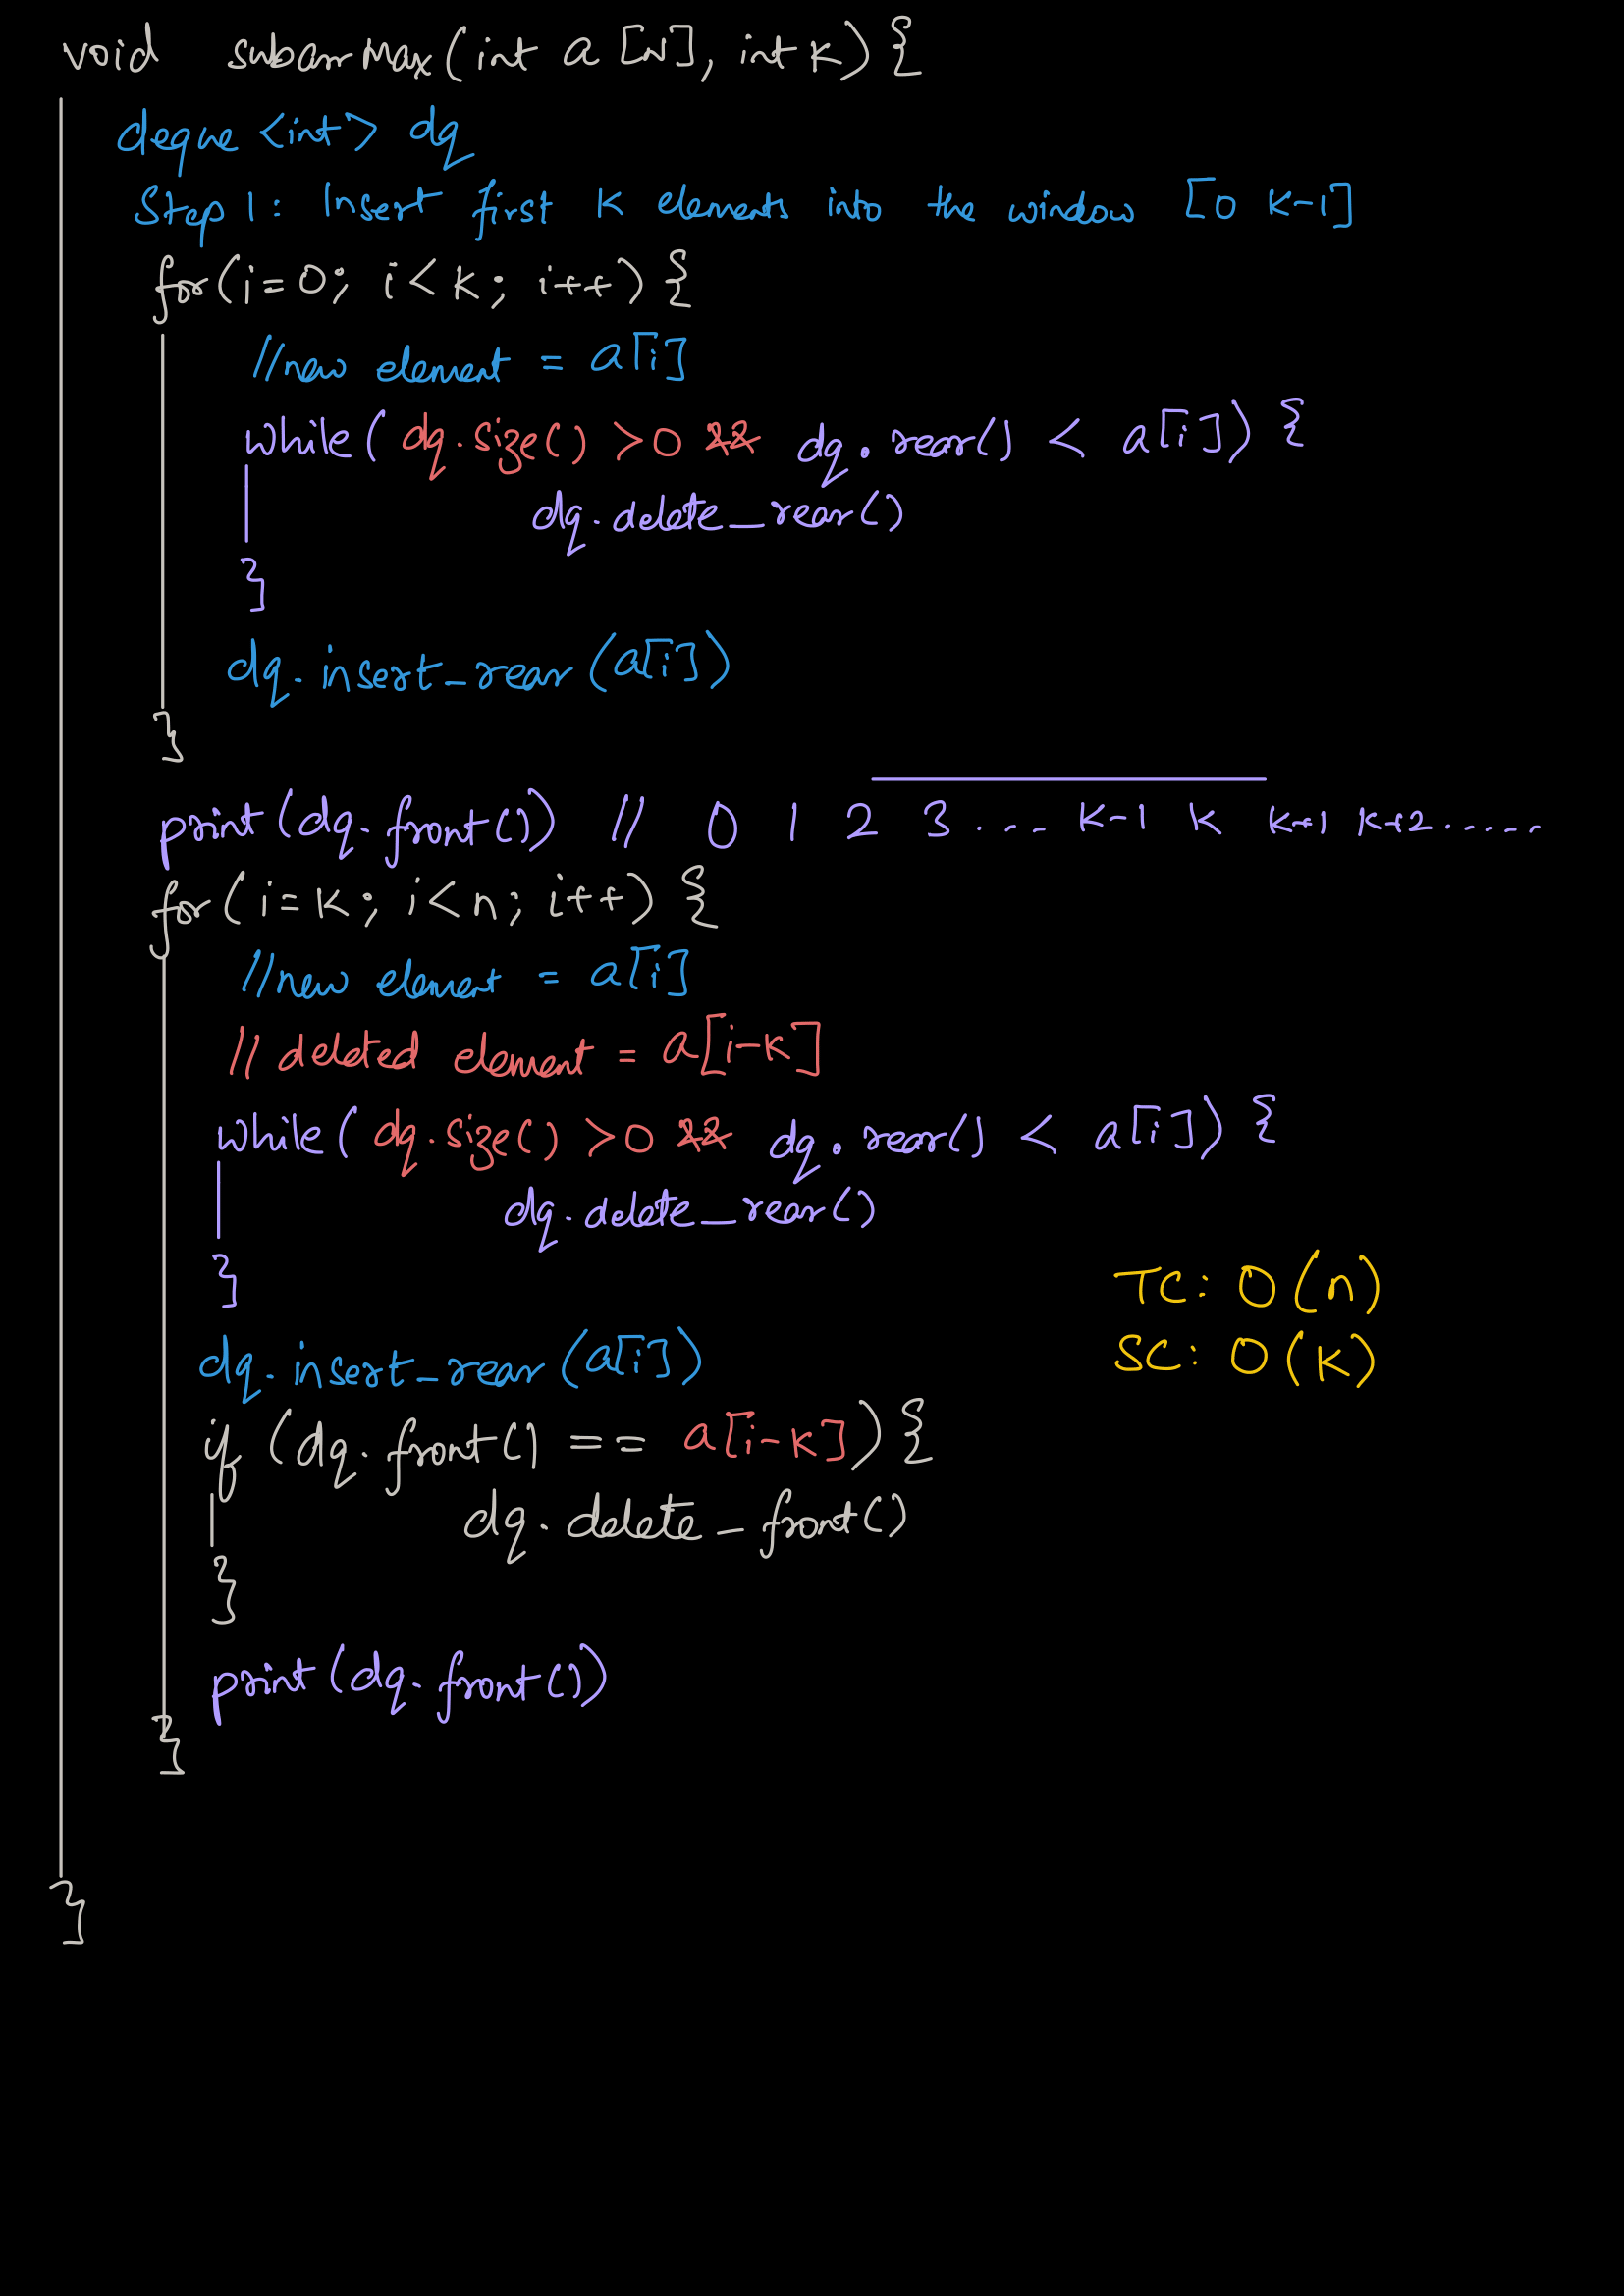 void subarrMax(int a[N], int k){
deque <int> dq
Step 1: Insert first K elements into the window [0 K-1]
for(i=0; i<k; i++){
//new element = a[i]
while( dq.size() >0 && dq.rear() < a[i]) {
dq.delete_rear()
}
dq.insert_rear(a[i])
}
print(dq.front()) // 0 1 2 3... K-1 K K+1 K+2.....
for(i=K; i<n; i++) {
//new element = a[i]
// deleted element = a[i-K]
while( dq.size() >0 && dq.rear() < a[i]) {
dq.delete_rear()
}
TC: O(n)
dq.insert_rear(a[i])
SC: O(K)
if (dq.front() == a[i-K]){
dq.delete_front()
}
print(dq.front())
}
}